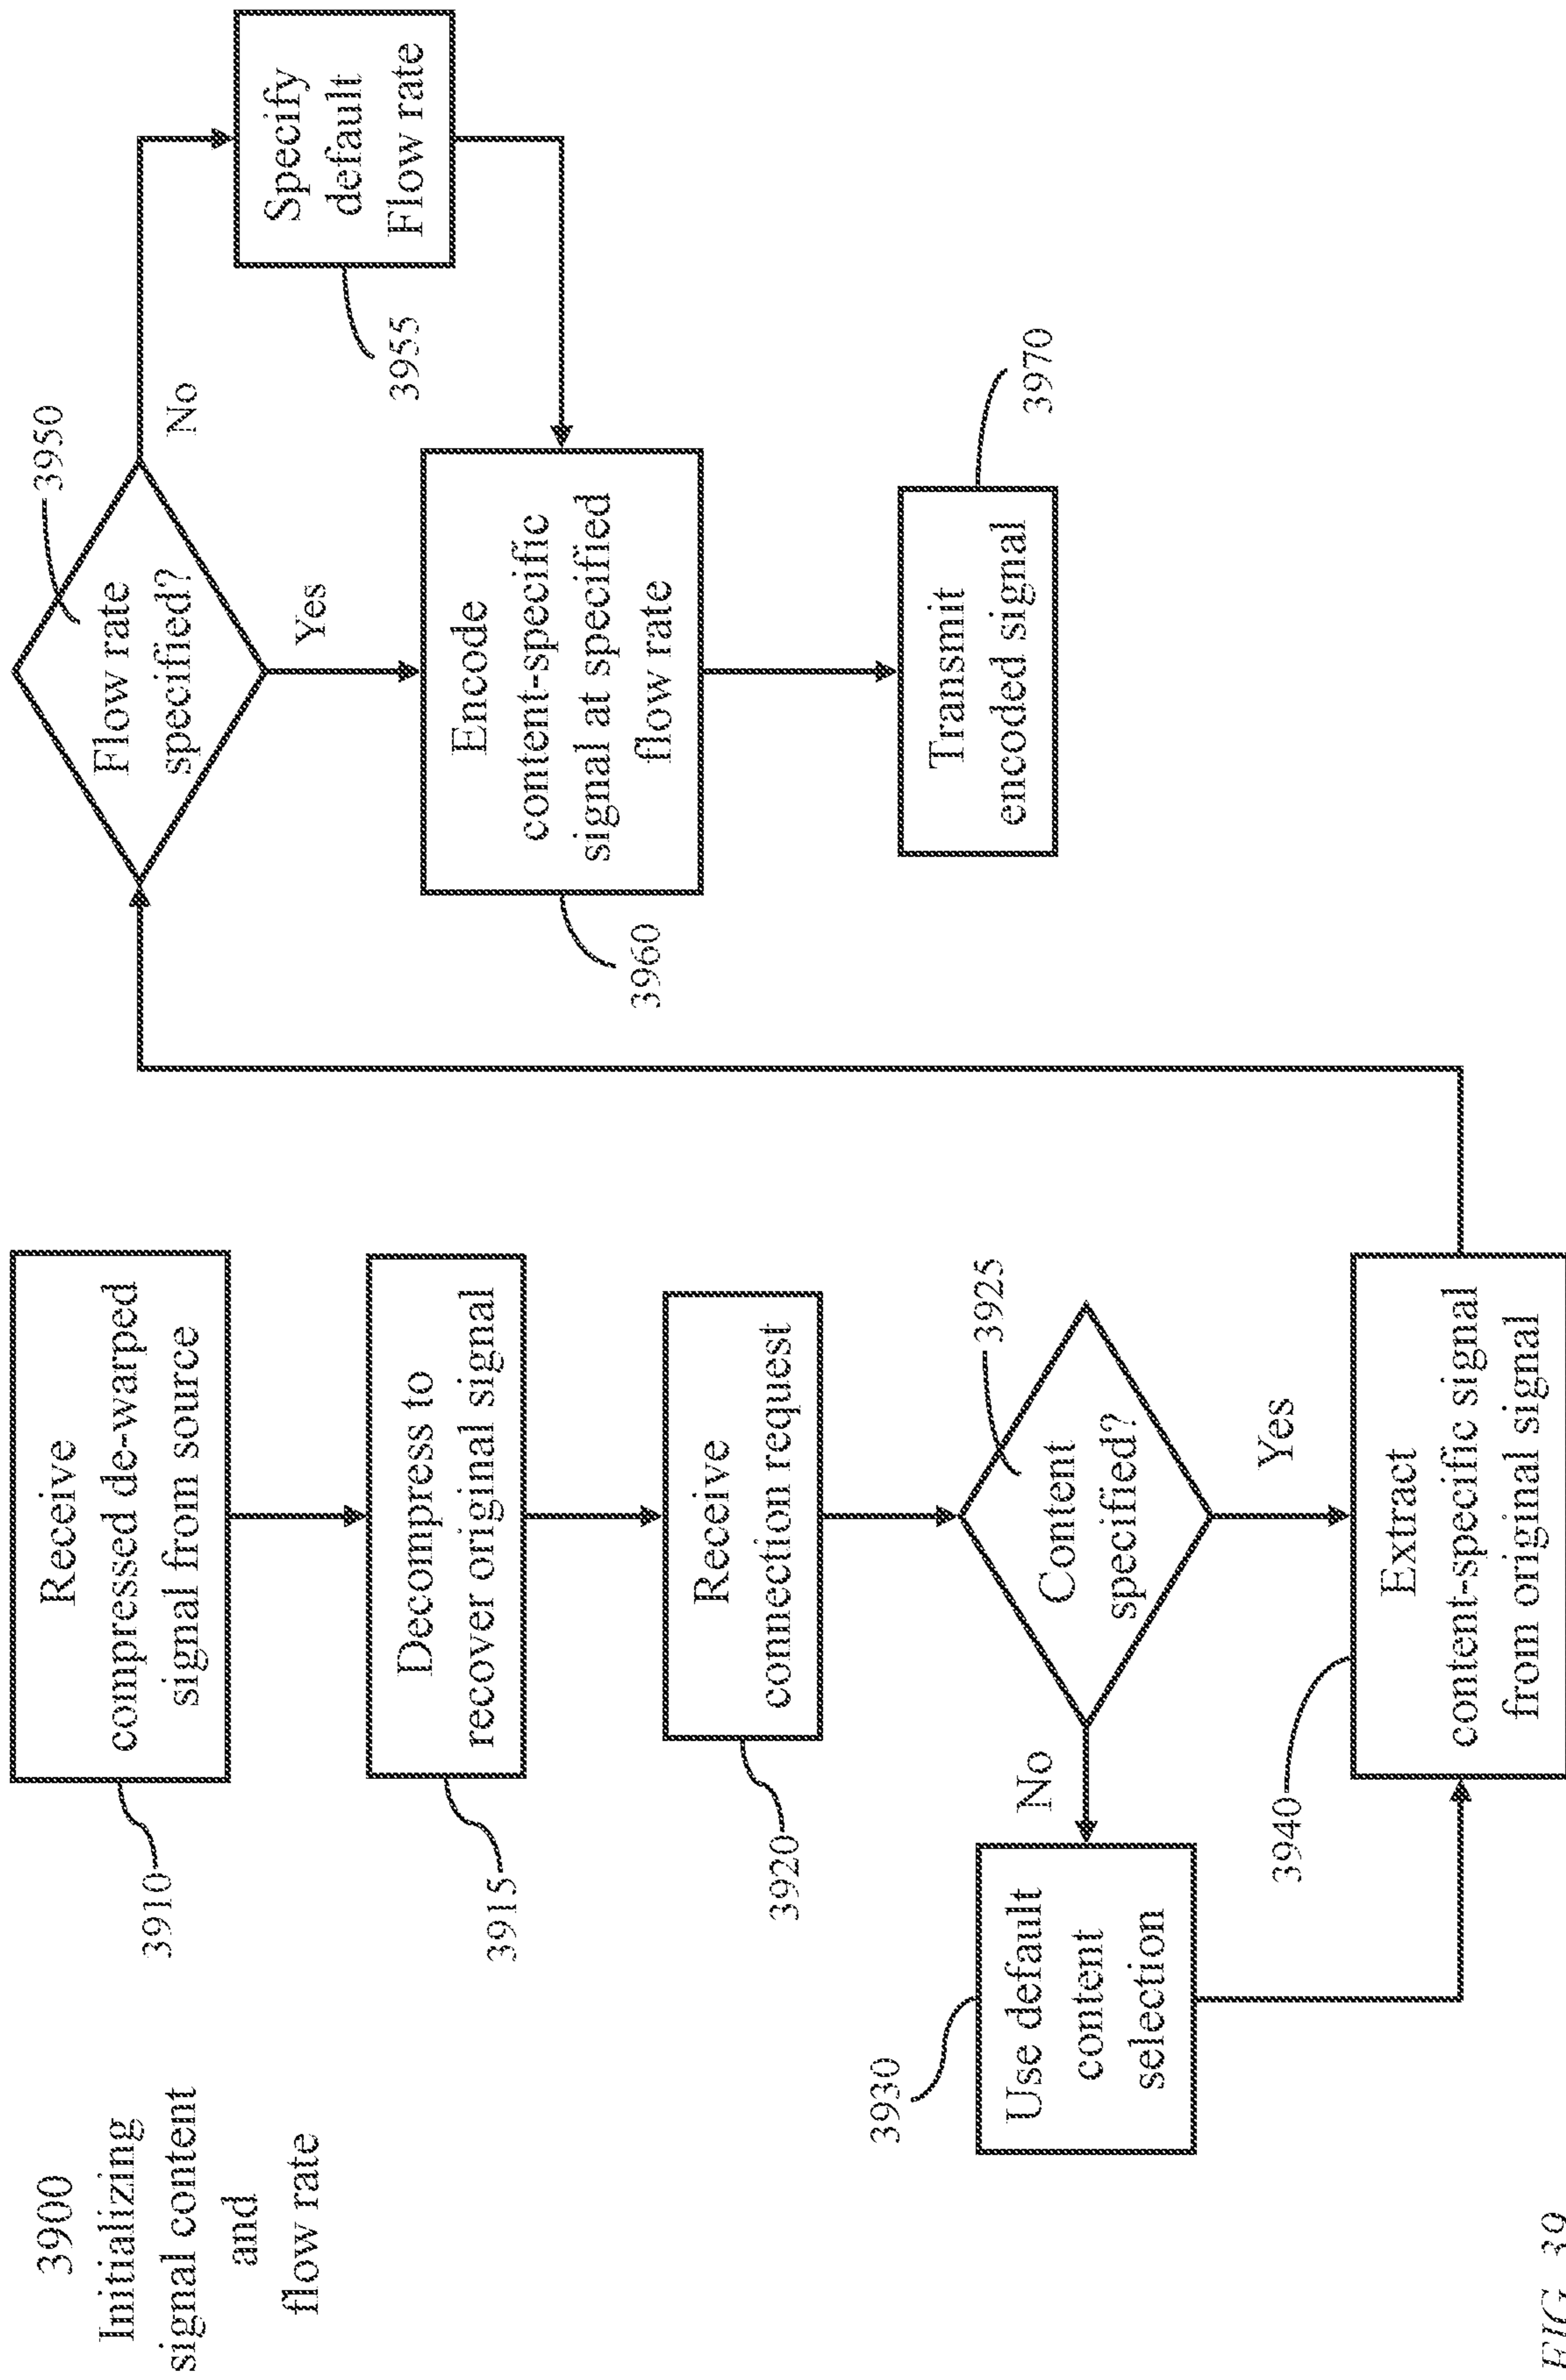 3900
Initializing
signal content
and
flow rate
3910
Receive
compressed de-warped
signal from source
3915
Decompress to
recover original signal
3920
Receive
connection request
3925
Content
specified?
No
Yes
3930
Use default
content
selection
3940
Extract
content-specific signal
from original signal
3950
Flow rate
specified?
No
Yes
3955
Specify
default
Flow rate
3960
Encode
content-specific
signal at specified
flow rate
3970
Transmit
encoded signal
FIG. 39